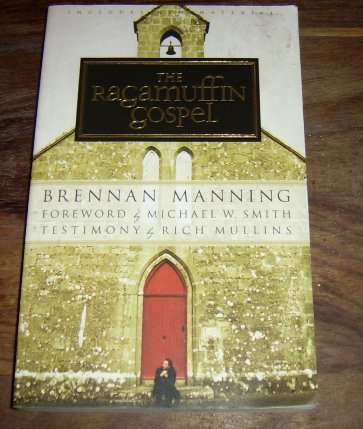 THE
RAGAMUFFIN
GOSPEL
BRENNAN MANNING
FOREWORD by MICHAEL W. SMITH
TESTIMONY by RICH MULLINS